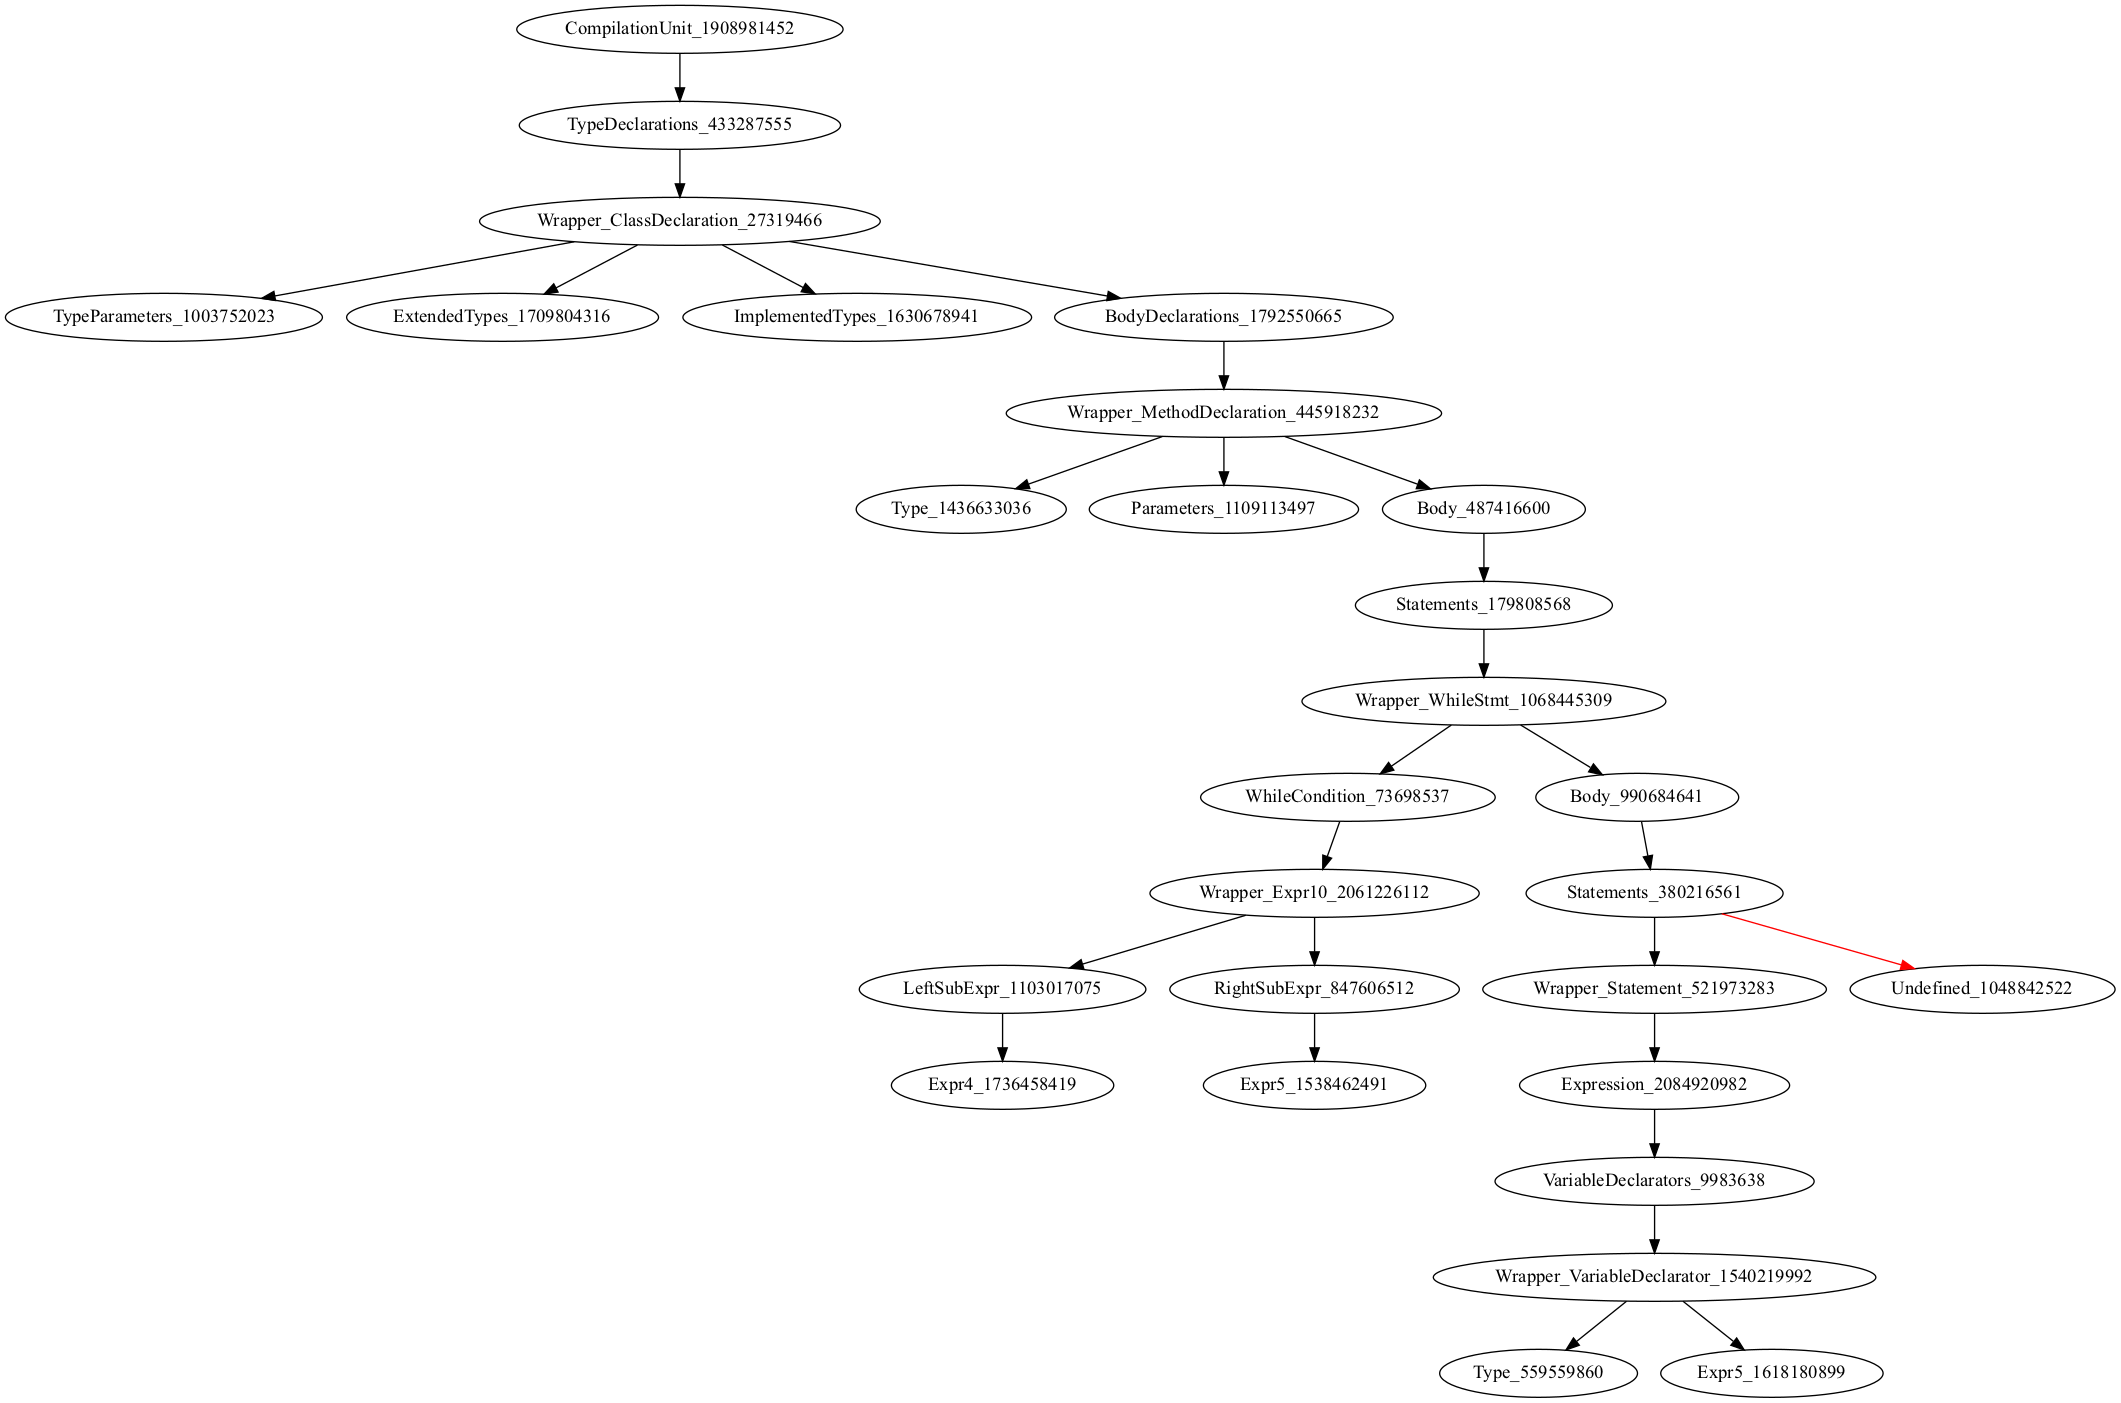 CompilationUnit_1908981452
TypeDeclarations_433287555
Wrapper_ClassDeclaration_27319466
TypeParameters_1003752023
ExtendedTypes_1709804316
ImplementedTypes_1630678941
BodyDeclarations_1792550665
Wrapper_MethodDeclaration_445918232
Type_1436633036
Parameters_1109113497
Body_487416600
Statements_179808568
Wrapper_WhileStmt_1068445309
WhileCondition_73698537
Body_990684641
Wrapper_Expr10_2061226112
Statements_380216561
LeftSubExpr_1103017075
RightSubExpr_847606512
Wrapper_Statement_521973283
Undefined_1048842522
Expr4_1736458419
Expr5_1538462491
Expression_2084920982
VariableDeclarators_9983638
Wrapper_VariableDeclarator_1540219992
Type_559559860
Expr5_1618180899